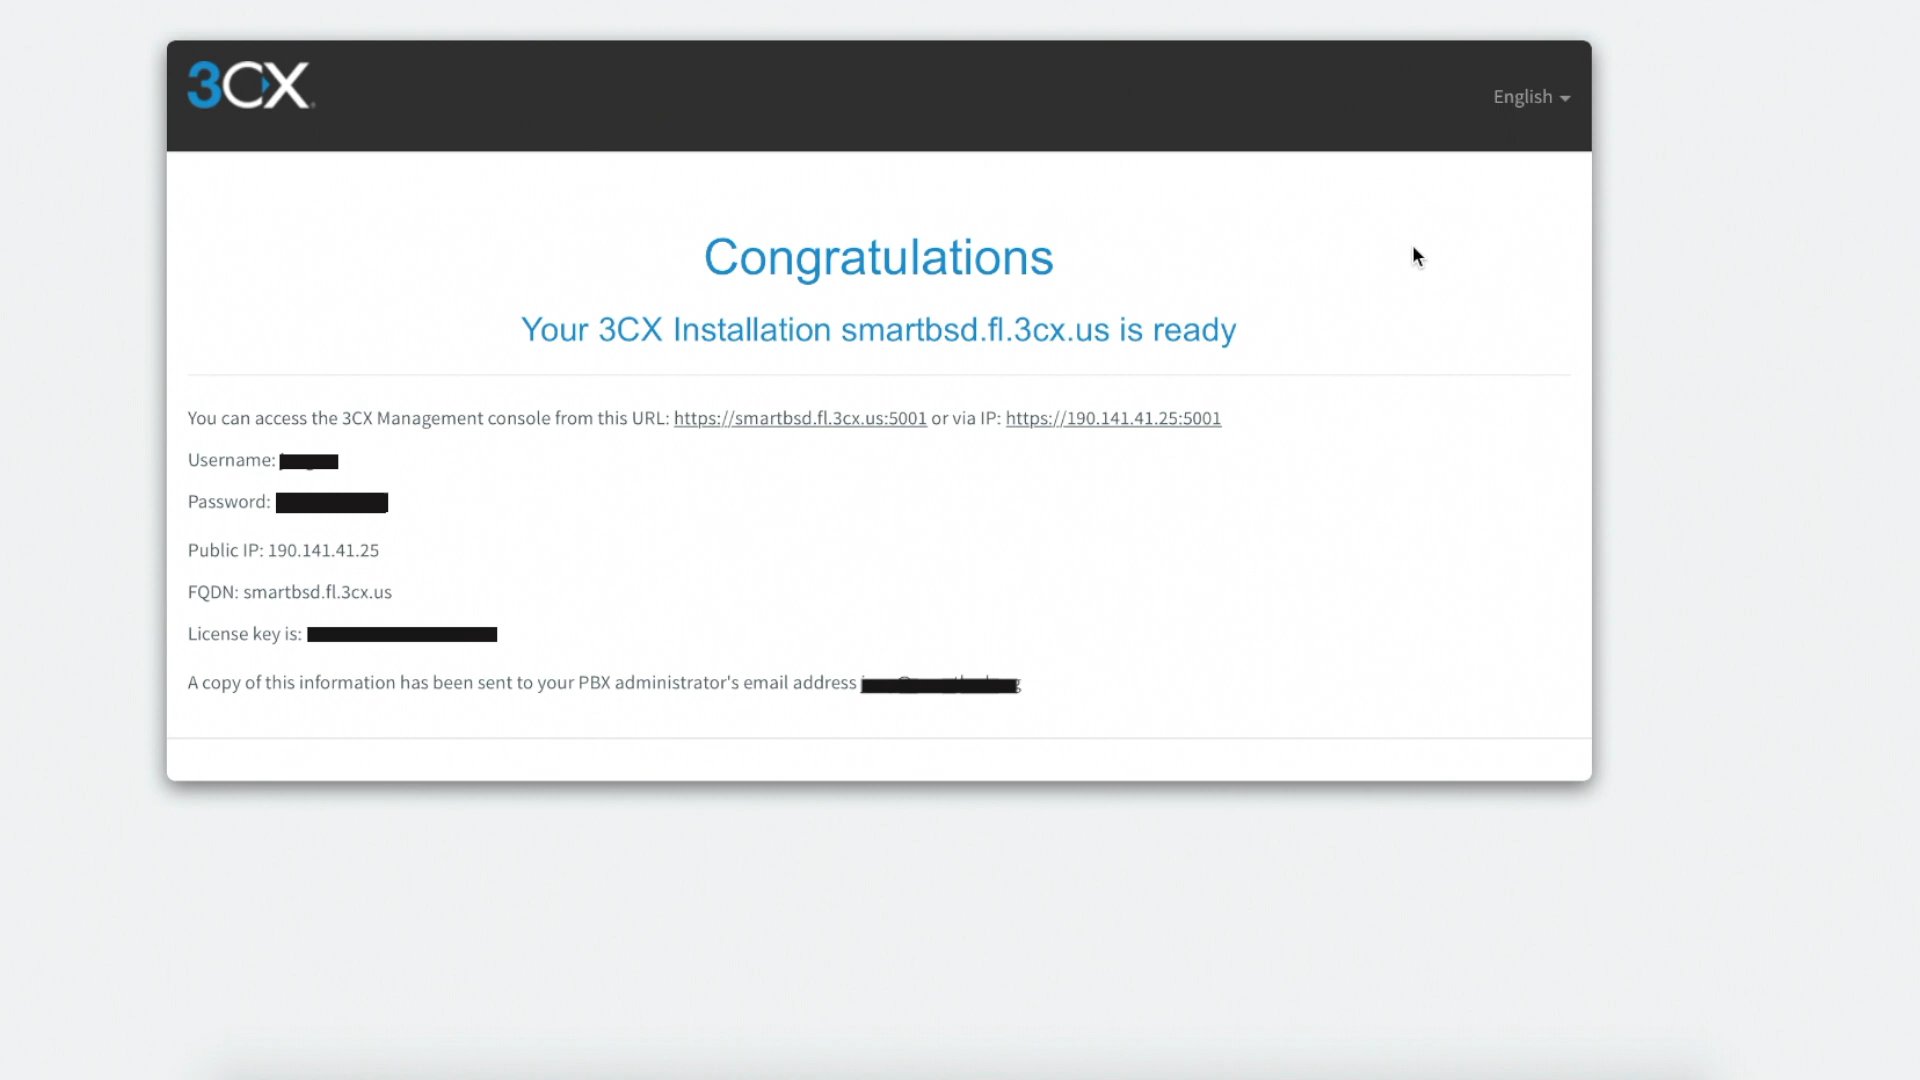 3CX
English
Congratulations
Your 3CX Installation smartbsd.fl.3cx.us is ready
You can access the 3CX Management console from this URL: https://smartbsd.fl.3cx.us:5001 or via IP: https://190.141.41.25:5001
Username:
Password:
Public IP: 190.141.41.25
FQDN: smartbsd.fl.3cx.us
License key is:
A copy of this information has been sent to your PBX administrator's email address